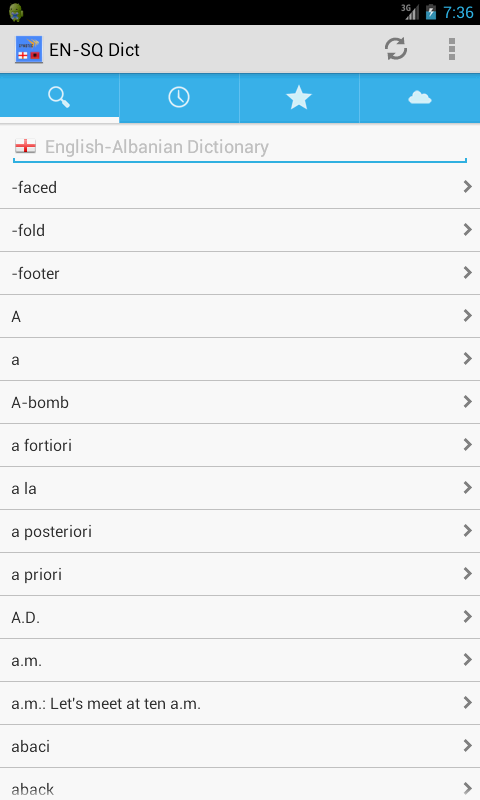 3G 7:36
EN-SQ Dict
English-Albanian Dictionary
-faced
-fold
-footer
A
a
A-bomb
a fortiori
a la
a posteriori
a priori
A.D.
a.m.
a.m.: Let's meet at ten a.m.
abaci
aback